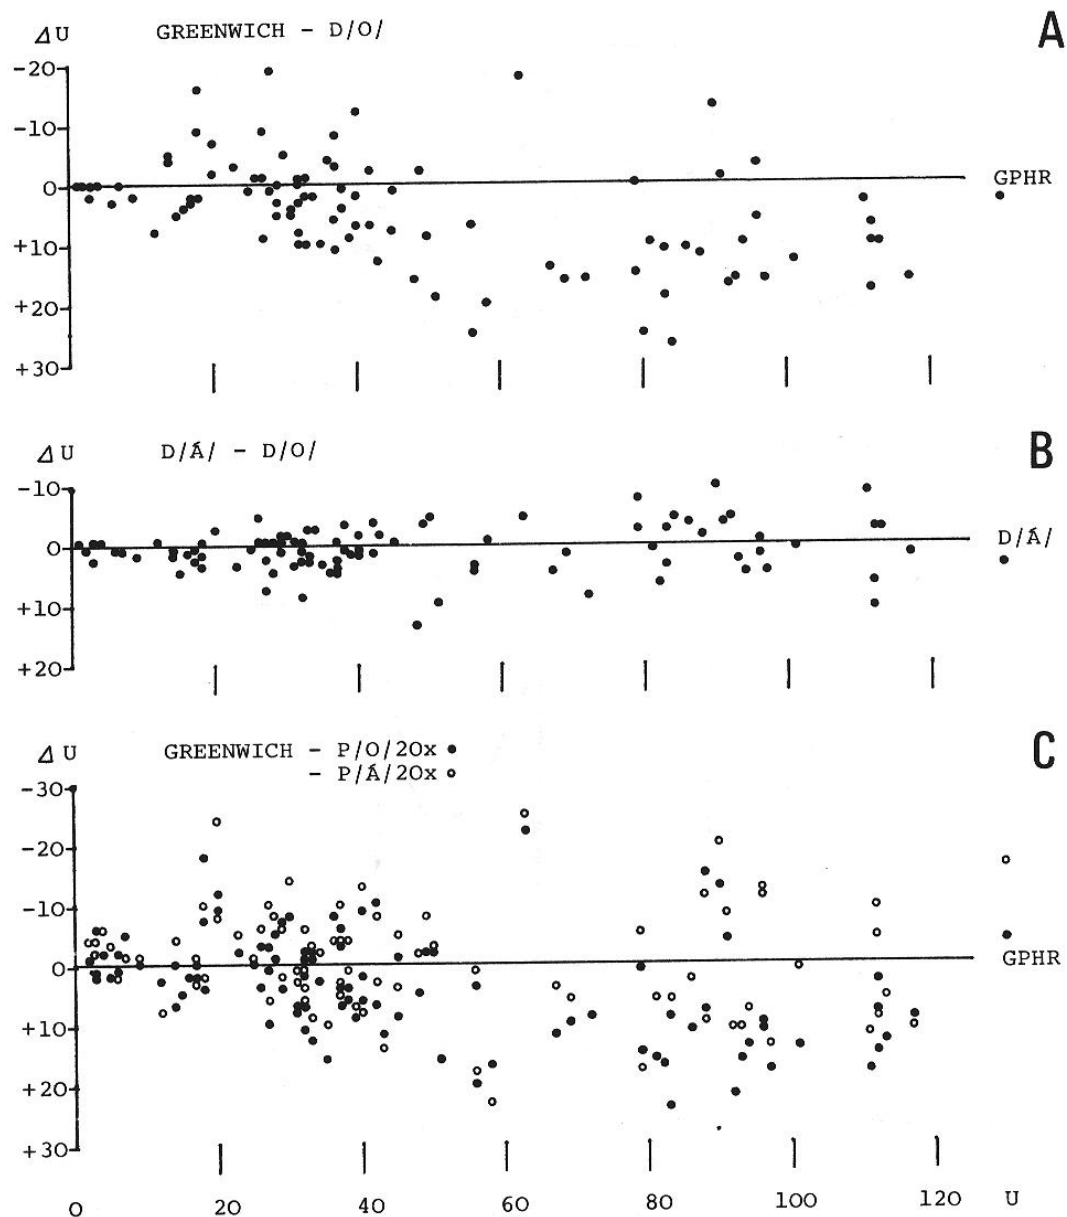 A
ΔU GREENWICH - D/O/
-20
-10
0
GPHR
+10
+20
+30
B
ΔU D/Á/ - D/O/
-10
0
D/Á/
+10
+20
C
ΔU GREENWICH - P/O/20x ●
- P/Á/20x ○
-30
-20
-10
0
GPHR
+10
+20
+30
0 20 40 60 80 100 120 U